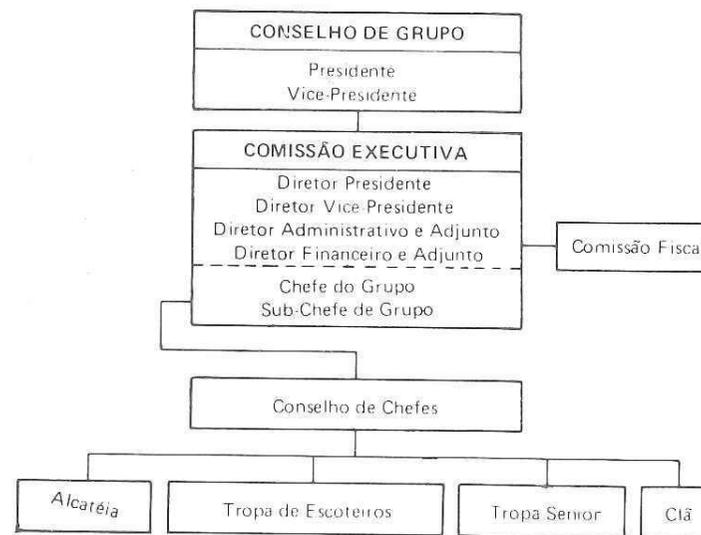 CONSELHO DE GRUPO
Presidente
Vice-Presidente
COMISSÃO EXECUTIVA
Diretor Presidente
Diretor Vice-Presidente
Diretor Administrativo e Adjunto
Diretor Financeiro e Adjunto
Chefe do Grupo
Sub-Chefe de Grupo
Comissão Fisca
Conselho de Chefes
Alcatéia
Tropa de Escoteiros
Tropa Senior
Clã